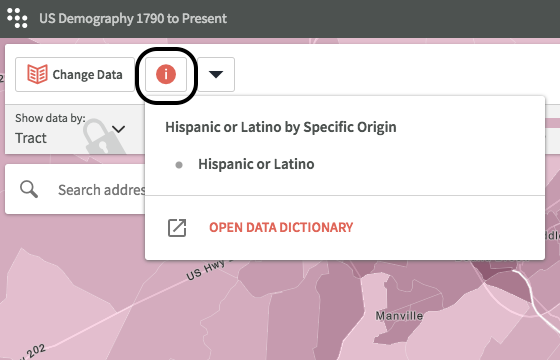 US Demography 1790 to Present
Change Data
i
Show data by:
Tract
Hispanic or Latino by Specific Origin
Hispanic or Latino
Search addres
OPEN DATA DICTIONARY
US Hwy
Manville
202